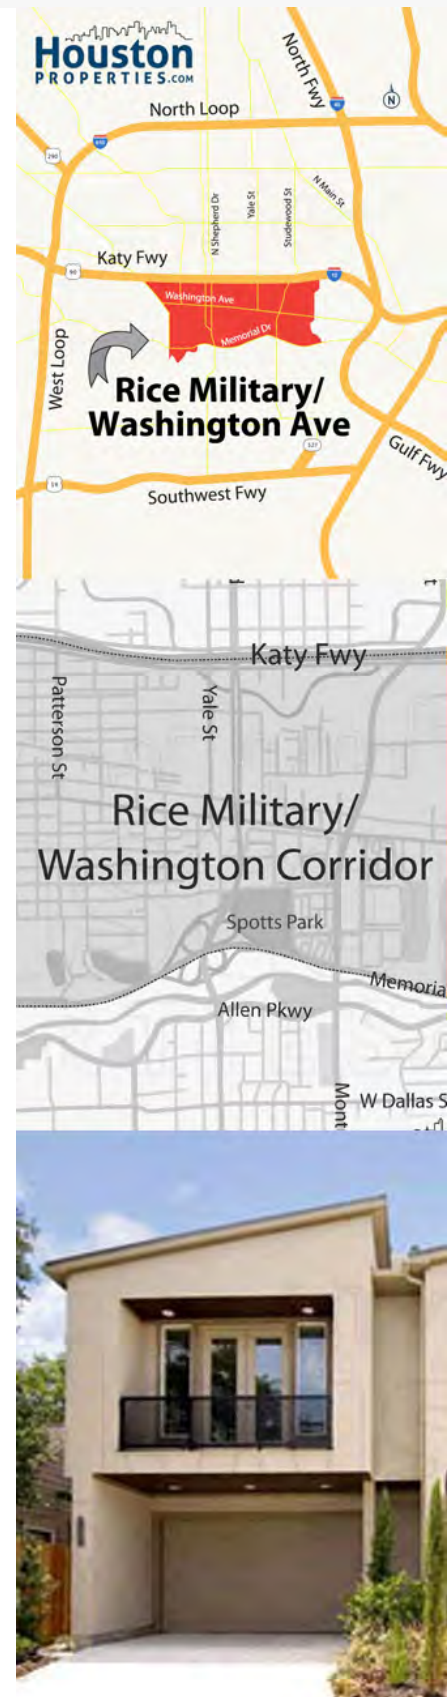 Houston
PROPERTIES.COM
North Fwy
45
N
North Loop
610
290
N Shepherd Dr
Yale St
Studewood St
N Main St
Katy Fwy
90
10
Washington Ave
Memorial Dr
West Loop
Rice Military/
Washington Ave
527
Gulf Fwy
59
Southwest Fwy
Katy Fwy
Patterson St
Yale St
Rice Military/
Washington Corridor
Spotts Park
Memoria
Allen Pkwy
Mont
W Dallas S